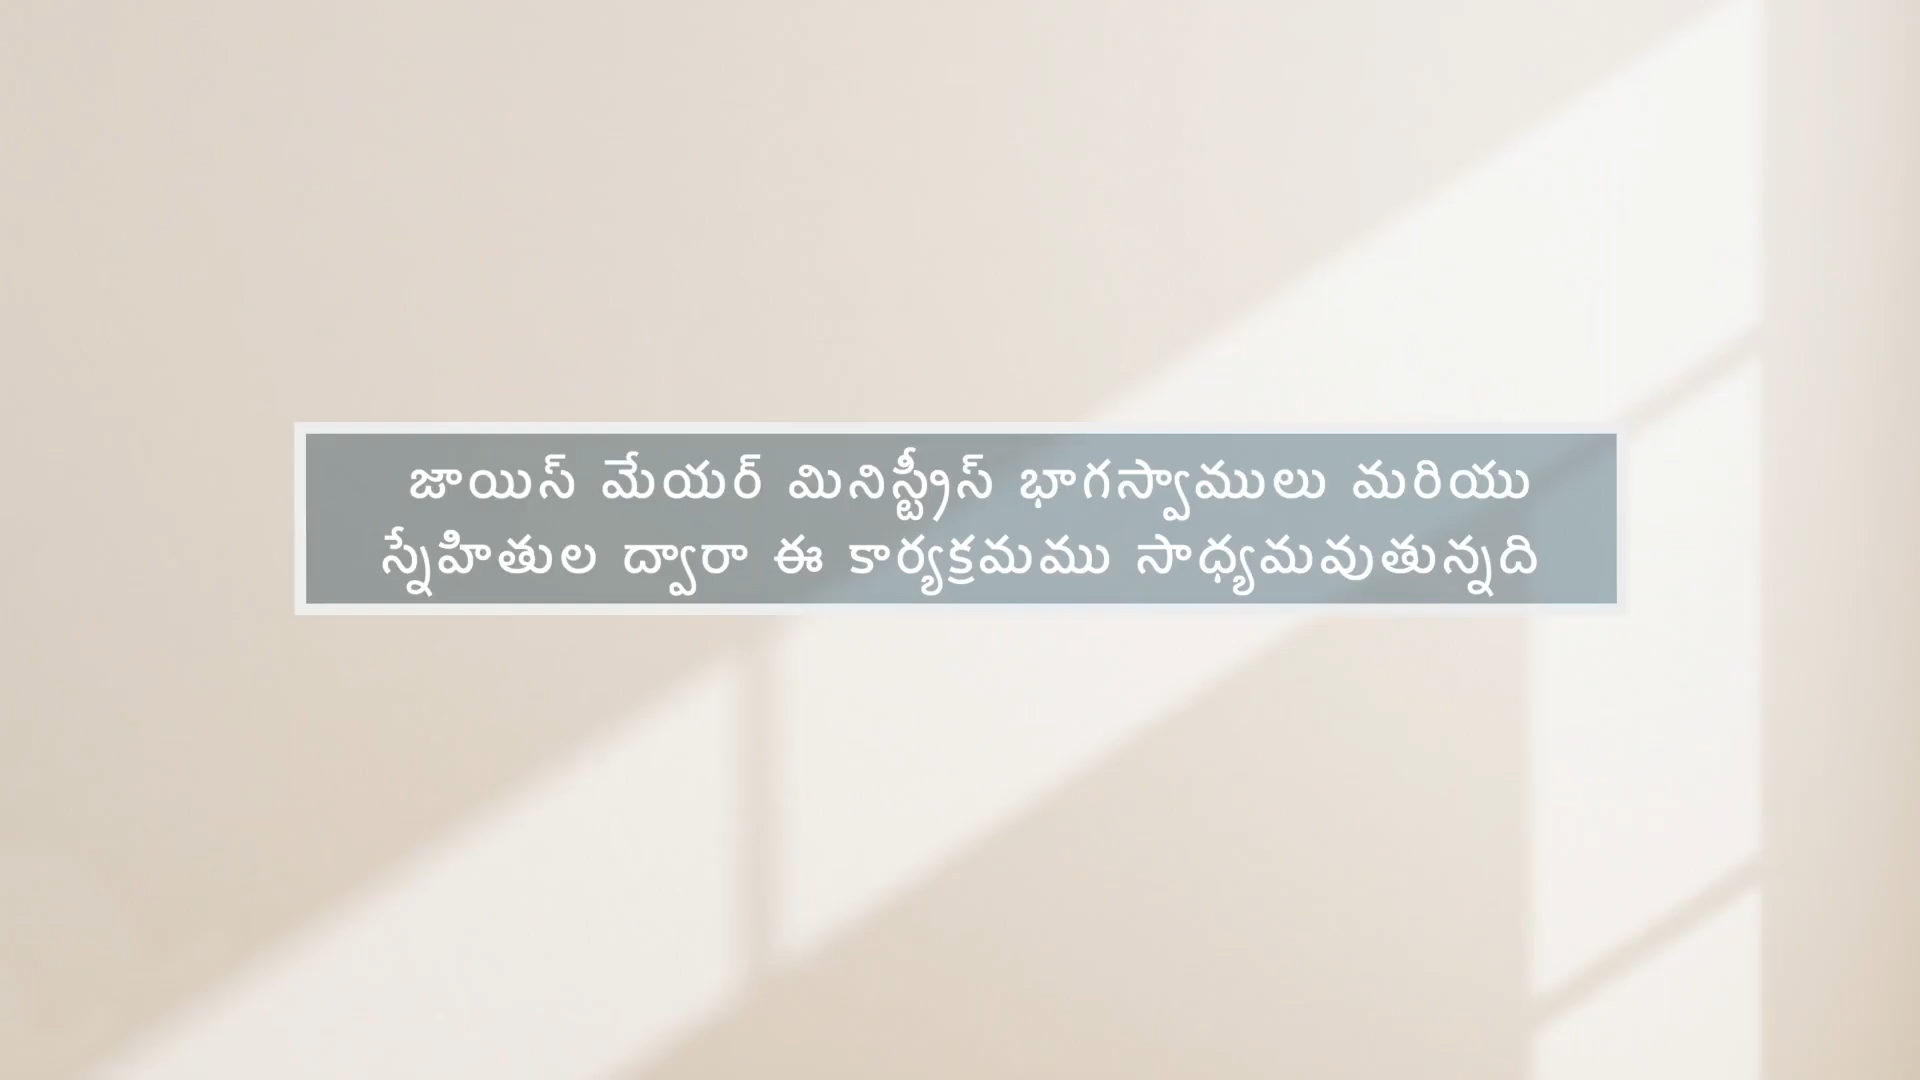 జాయిస్ మేయర్ మినిస్ట్రీస్ భాగస్వాములు మరియు
స్నేహితుల ద్వారా ఈ కార్యక్రమము సాధ్యమవుతున్నది